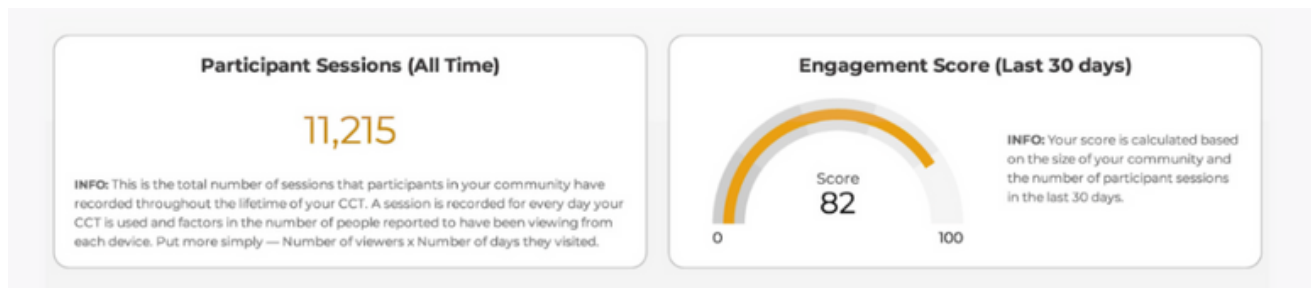 Participant Sessions (All Time)
11,215
INFO: This is the total number of sessions that participants in your community have
recorded throughout the lifetime of your CCT. A session is recorded for every day your
CCT is used and factors in the number of people reported to have been viewing from
each device. Put more simply — Number of viewers x Number of days they visited.
Engagement Score (Last 30 days)
Score
82
0
100
INFO: Your score is calculated based
on the size of your community and
the number of participant sessions
in the last 30 days.